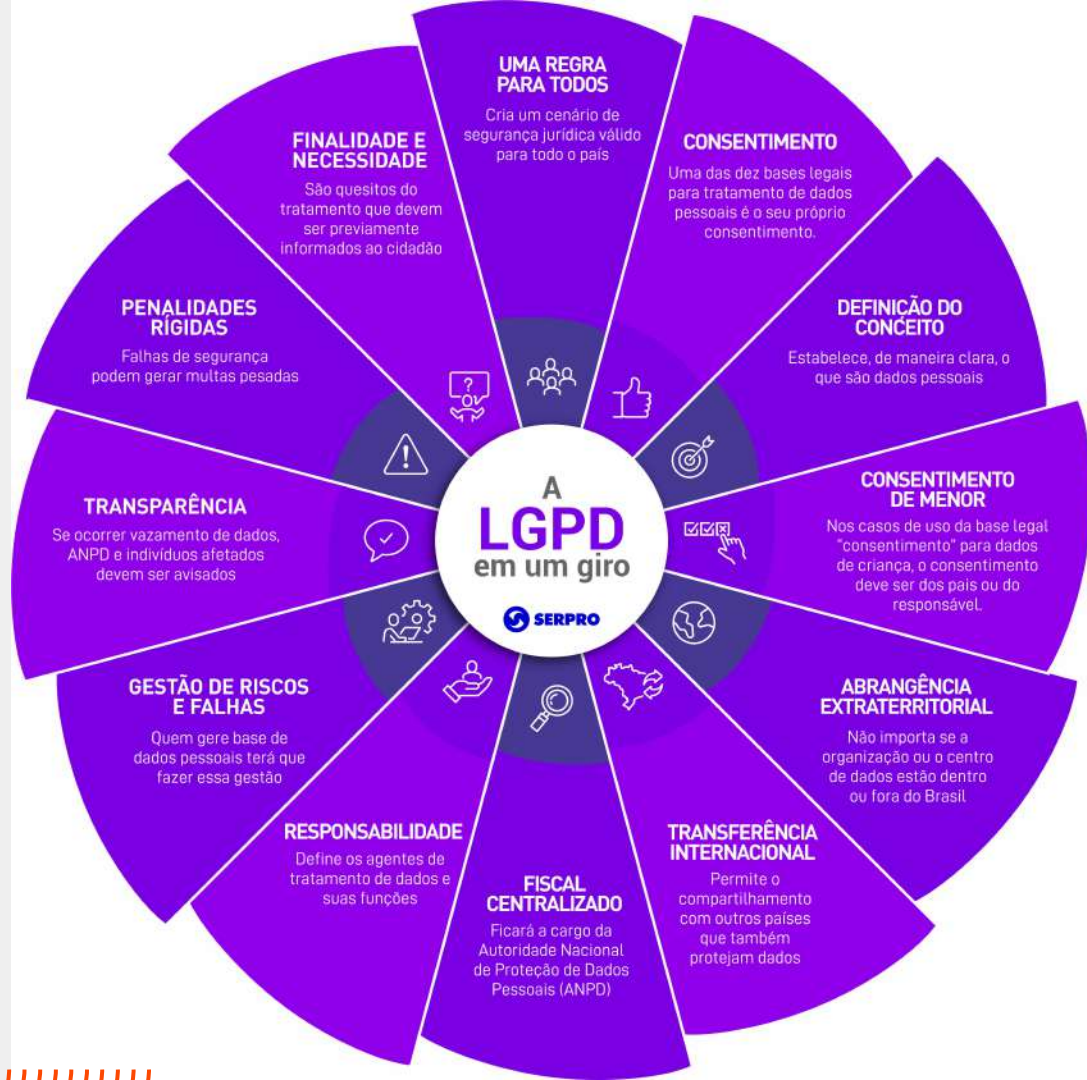 A
LGPD
em um giro
SERPRO
UMA REGRA
PARA TODOS
Cria um cenário de
segurança jurídica válido
para todo o país
CONSENTIMENTO
Uma das dez bases legais
para tratamento de dados
pessoais é o seu próprio
consentimento.
DEFINIÇÃO DO
CONCEITO
Estabelece, de maneira clara, o
que são dados pessoais
CONSENTIMENTO
DE MENOR
Nos casos de uso da base legal
"consentimento" para dados
de criança, o consentimento
deve ser dos pais ou do
responsável.
ABRANGÊNCIA
EXTRATERRITORIAL
Não importa se a
organização ou o centro
de dados estão dentro
ou fora do Brasil
TRANSFERÊNCIA
INTERNACIONAL
Permite o
compartilhamento
com outros países
que também
protejam dados
FISCAL
CENTRALIZADO
Ficará a cargo da
Autoridade Nacional
de Proteção de Dados
Pessoais (ANPD)
RESPONSABILIDADE
Define os agentes de
tratamento de dados e
suas funções
GESTÃO DE RISCOS
E FALHAS
Quem gere base de
dados pessoais terá que
fazer essa gestão
TRANSPARÊNCIA
Se ocorrer vazamento de dados,
ANPD e indivíduos afetados
devem ser avisados
PENALIDADES
RÍGIDAS
Falhas de segurança
podem gerar multas pesadas
FINALIDADE E
NECESSIDADE
São quesitos do
tratamento que devem
ser previamente
informados ao cidadão
?